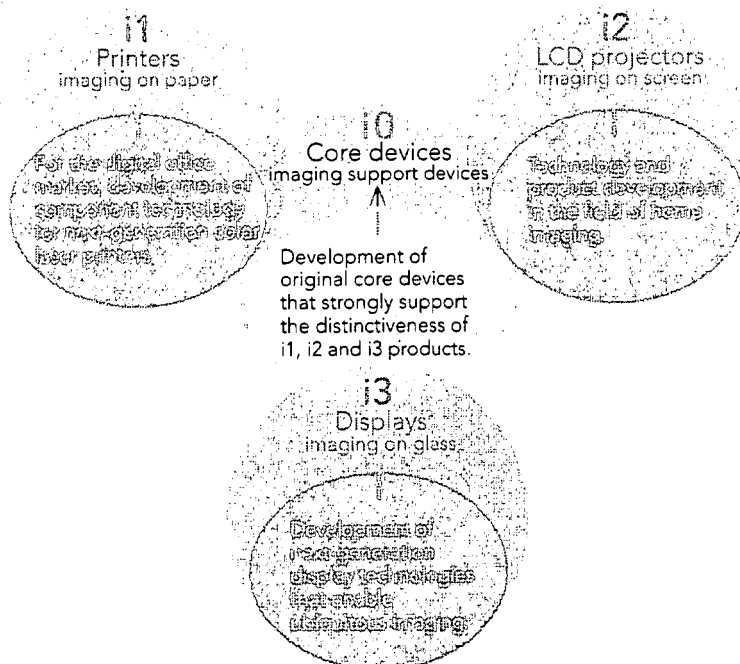 i1
Printers
imaging on paper
For the digital office
market, development of
component technology
for next-generation color
laser printers.
i2
LCD projectors
imaging on screen
Technology and
product development
in the field of home
imaging.
i0
Core devices
imaging support devices
Development of
original core devices
that strongly support
the distinctiveness of
i1, i2 and i3 products.
i3
Displays
imaging on glass
Development of
next-generation
display technologies
that enable
ubiquitous imaging.